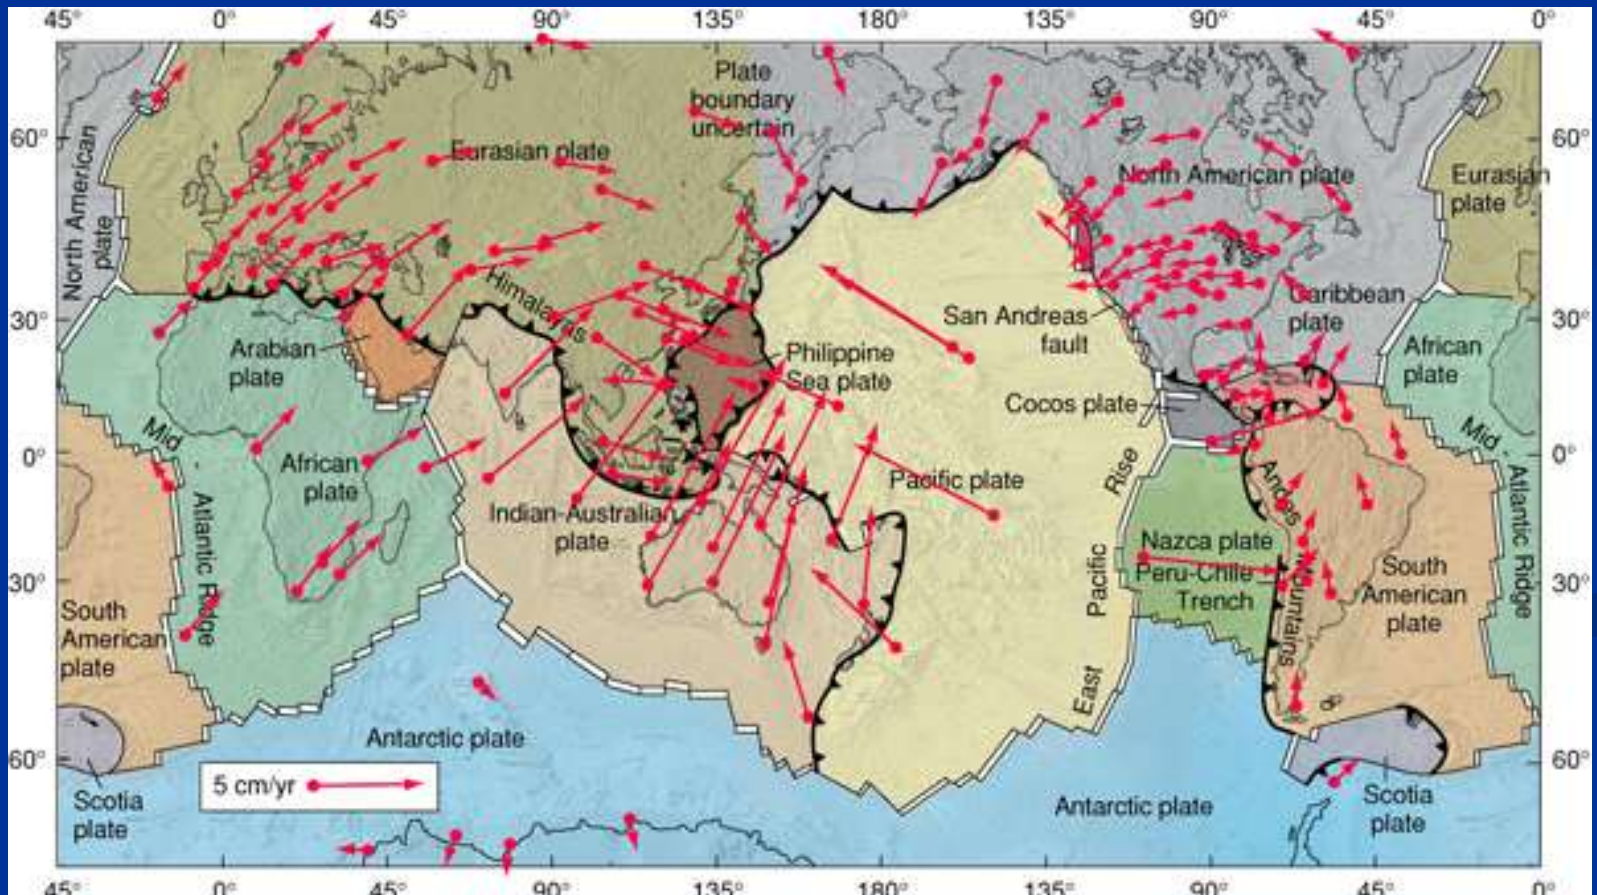 45°
0°
45°
90°
135°
180°
135°
90°
45°
0°
60°
30°
0°
30°
60°
60°
30°
0°
30°
60°
North American
plate
Eurasian plate
Plate
boundary
uncertain
North American plate
Eurasian
plate
Himalayas
Arabian
plate
Philippine
Sea plate
San Andreas
fault
Caribbean
plate
Cocos plate
African
plate
Mid -
Atlantic Ridge
Mid
Atlantic Ridge
African
plate
Indian-Australian
plate
Pacific plate
East Pacific Rise
Nazca plate
Peru-Chile
Trench
Andes Mountains
South
American
plate
South
American
plate
Antarctic plate
Antarctic plate
5 cm/yr
Scotia
plate
Scotia
plate
45°
0°
45°
90°
135°
180°
135°
90°
45°
0°